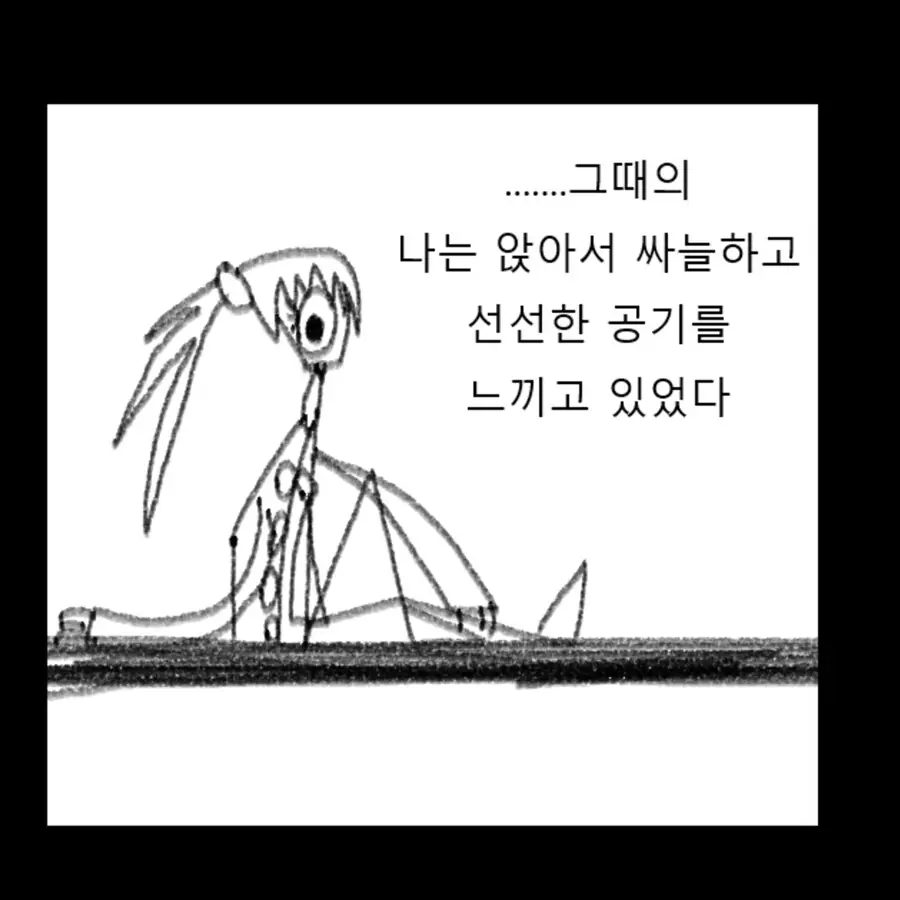 .......그때의
나는 앉아서 싸늘하고
선선한 공기를
느끼고 있었다